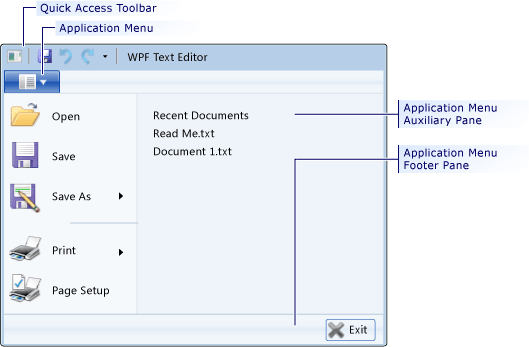 Quick Access Toolbar
Application Menu
WPF Text Editor
Open
Save
Save As
Print
Page Setup
Recent Documents
Read Me.txt
Document 1.txt
Exit
Application Menu
Auxiliary Pane
Application Menu
Footer Pane